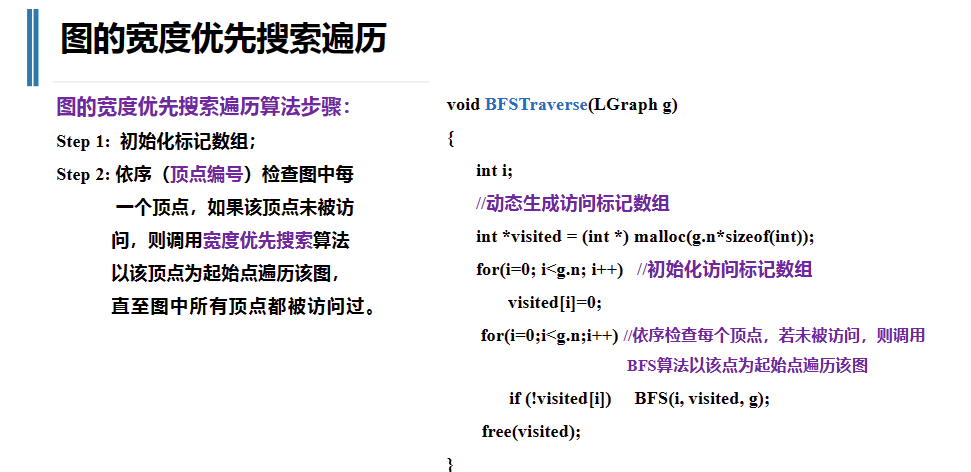 图的宽度优先搜索遍历
图的宽度优先搜索遍历算法步骤：
Step 1: 初始化标记数组；
Step 2: 依序（顶点编号）检查图中每
一个顶点，如果该顶点未被访
问，则调用宽度优先搜索算法
以该顶点为起始点遍历该图，
直至图中所有顶点都被访问过。
void BFSTraverse(LGraph g)
{
int i;
//动态生成访问标记数组
int *visited = (int *) malloc(g.n*sizeof(int));
for(i=0; i<g.n; i++) //初始化访问标记数组
visited[i]=0;
for(i=0;i<g.n;i++) //依序检查每个顶点，若未被访问，则调用
BFS算法以该点为起始点遍历该图
if (!visited[i]) BFS(i, visited, g);
free(visited);
}